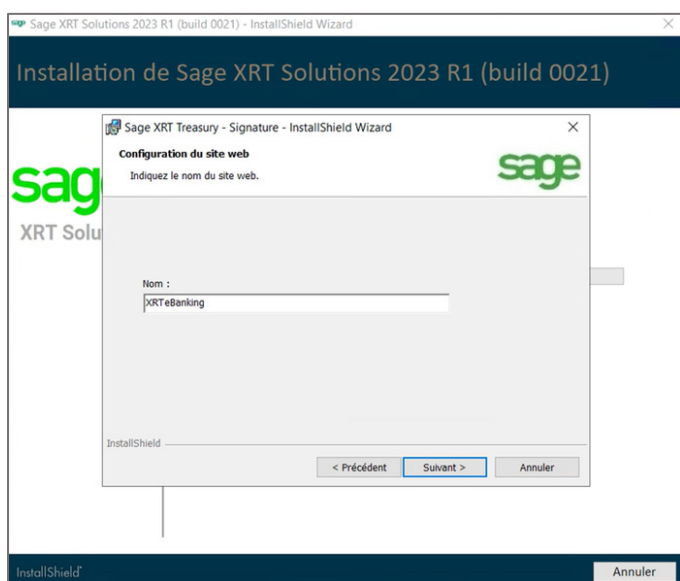 Sage XRT Solutions 2023 R1 (build 0021) - InstallShield Wizard
Installation de Sage XRT Solutions 2023 R1 (build 0021)
Sage XRT Treasury - Signature - InstallShield Wizard
Configuration du site web
Indiquez le nom du site web.
sage
sag
XRT Solu
Nom :
XRTeBanking
InstallShield
< Précédent
Suivant >
Annuler
InstallShield
Annuler